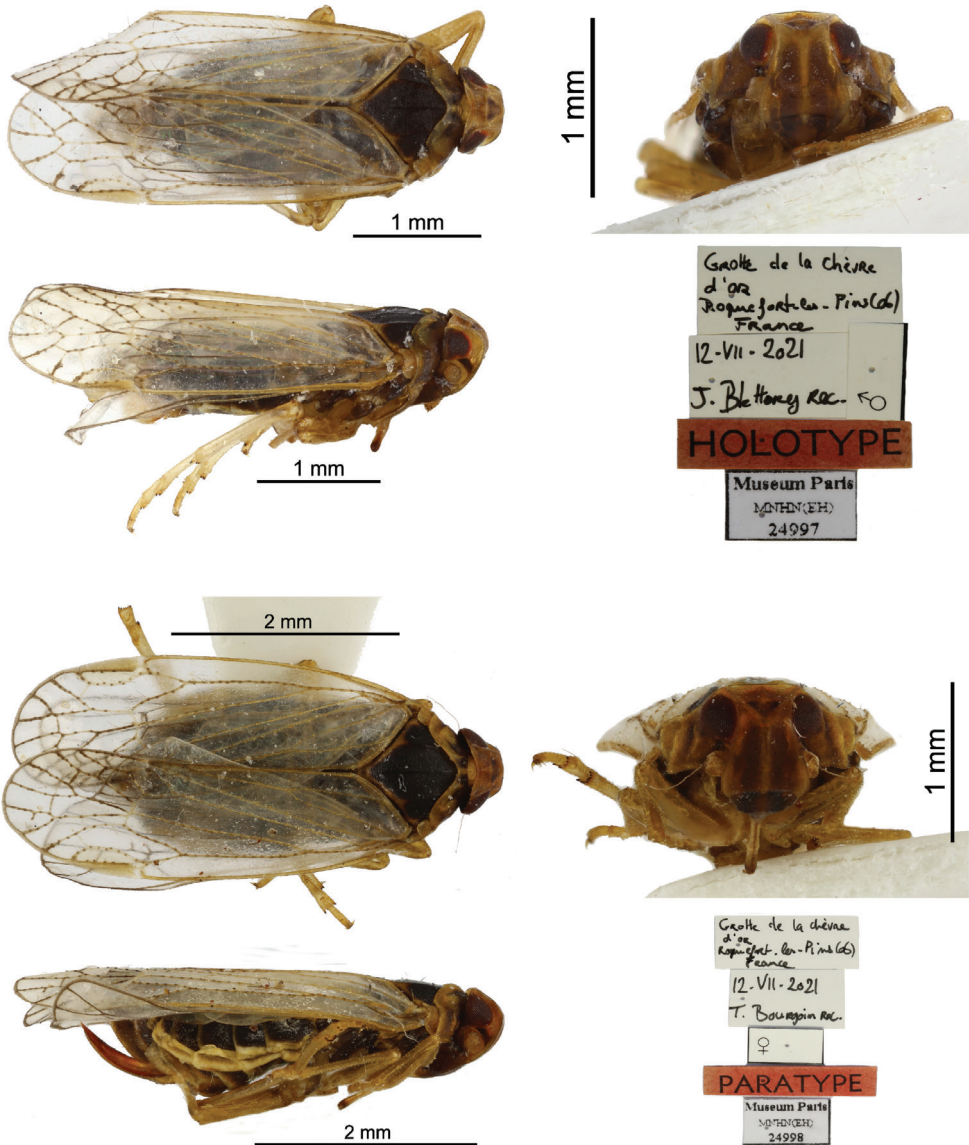 1 mm
1 mm
Grotte de la Chèvre
d'or
Roquefort-les-Pins (06)
France
12-VII-2021
J. Rec. ♂
HOLOTYPE
Museum Paris
MNHN(EH)
24997
1 mm
2 mm
1 mm
Grotte de la chèvre
d'or
Roquefort-les-Pins (06)
France
12-VII-2021
T. Bourgoin Rec.
♀
PARATYPE
Museum Paris
MNHN(EH)
24998
2 mm